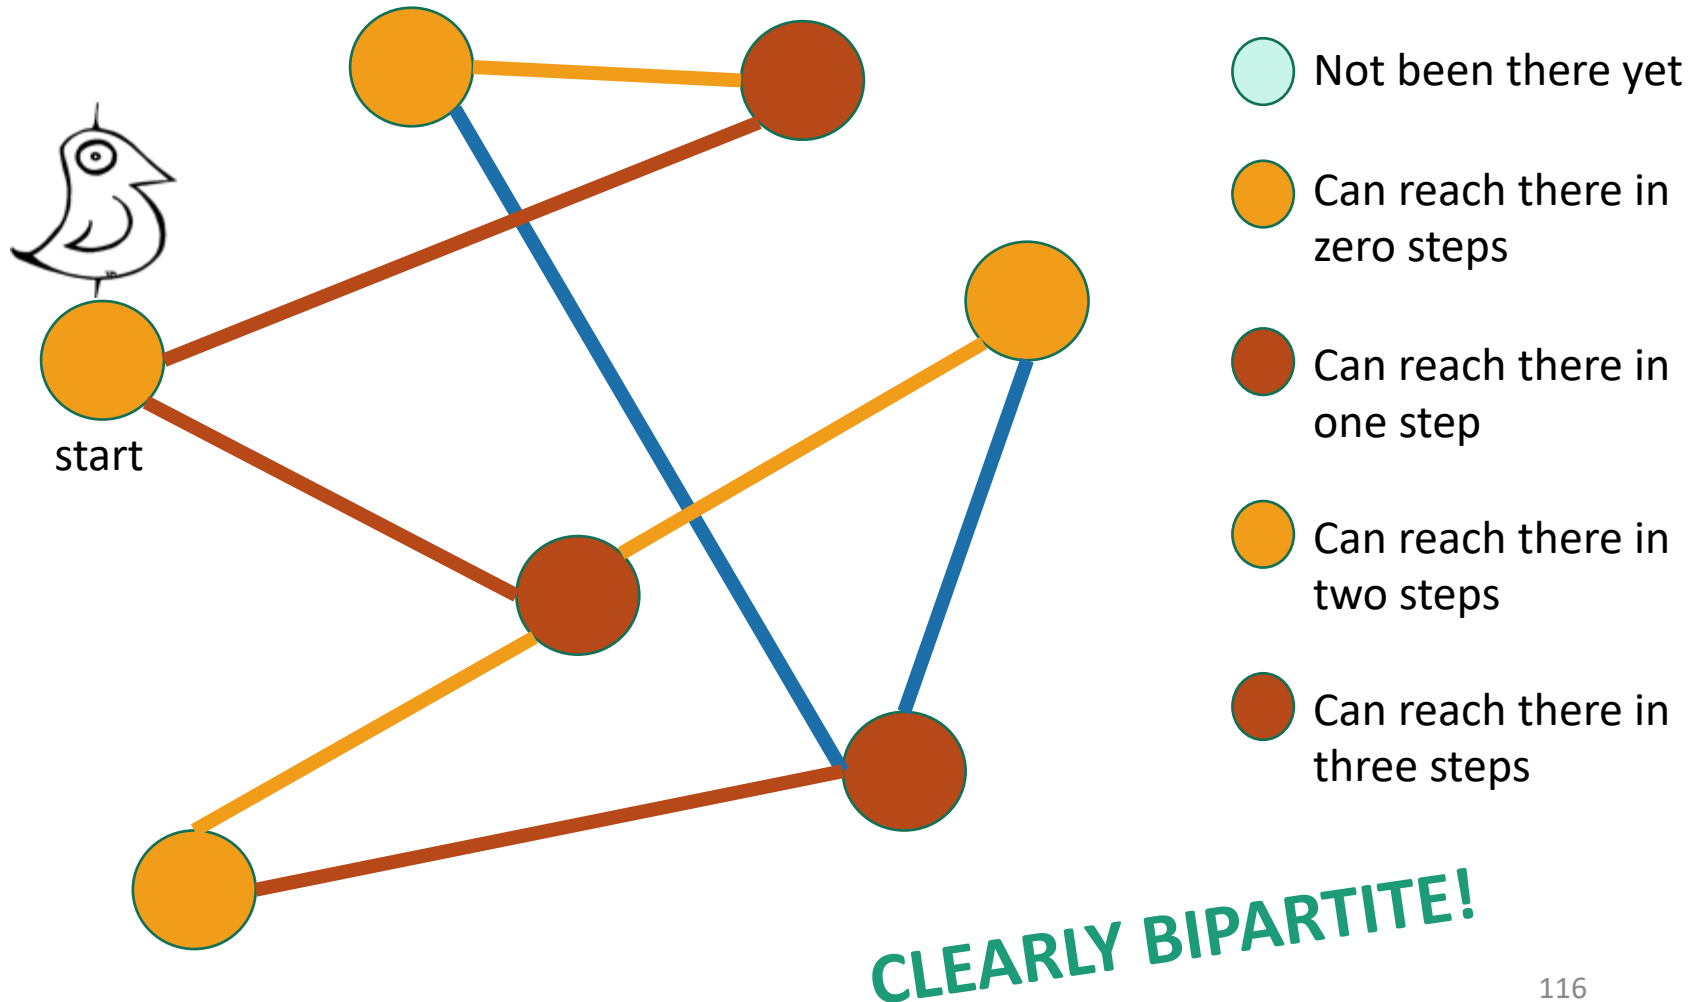 start
Not been there yet
Can reach there in
zero steps
Can reach there in
one step
Can reach there in
two steps
Can reach there in
three steps
CLEARLY BIPARTITE!
116